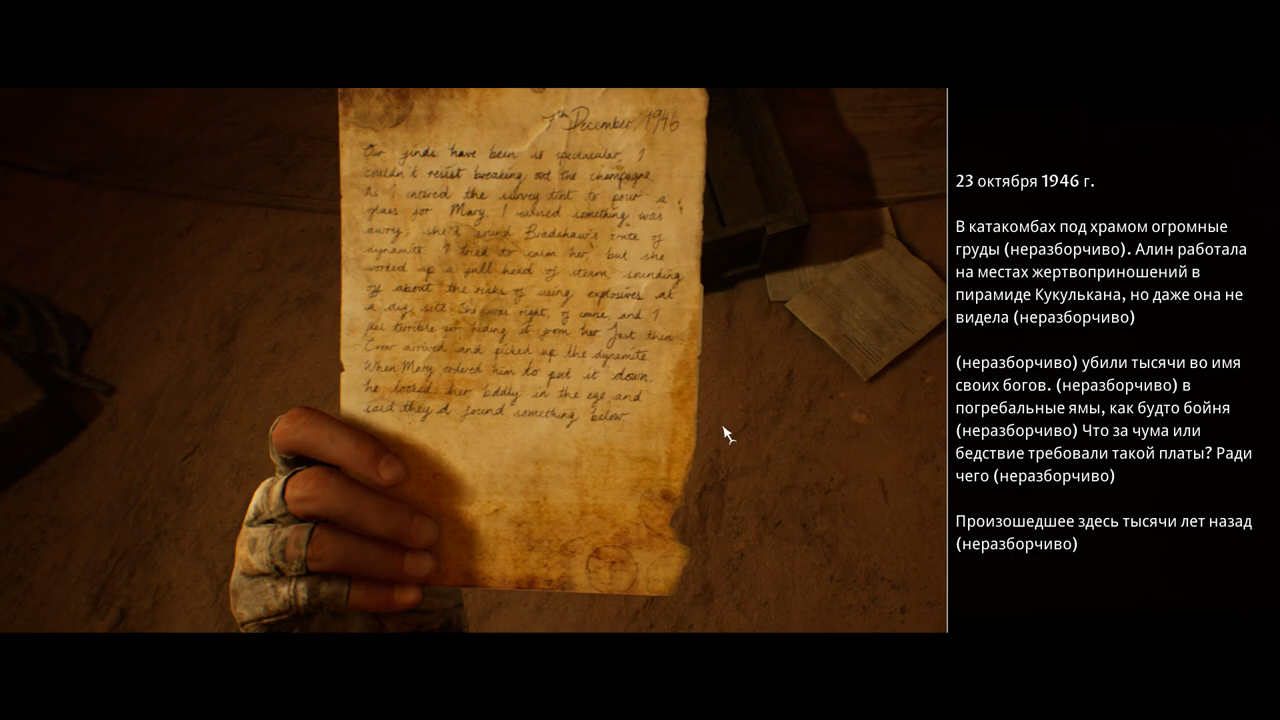 7th December, 1946
Our finds have been so spectacular, I
couldn't resist breaking out the champagne.
As I entered the survey tent to pour a
glass for Mary, I realised something was
awry; she'd found Bradshaw's crate of
dynamite. I tried to calm her, but she
worked up a full head of steam, sounding
off about the risks of using explosives at
a dig site. She was right, of course, and I
feel terrible for hiding it from her. Just then
Crow arrived and picked up the dynamite.
When Mary ordered him to put it down,
he looked her oddly in the eye and
said they'd found something below
23 октября 1946 г.
В катакомбах под храмом огромные
груды (неразборчиво). Алин работала
на местах жертвоприношений в
пирамиде Кукулькана, но даже она не
видела (неразборчиво)
(неразборчиво) убили тысячи во имя
своих богов. (неразборчиво) в
погребальные ямы, как будто бойня
(неразборчиво) Что за чума или
бедствие требовали такой платы? Ради
чего (неразборчиво)
Произошедшее здесь тысячи лет назад
(неразборчиво)